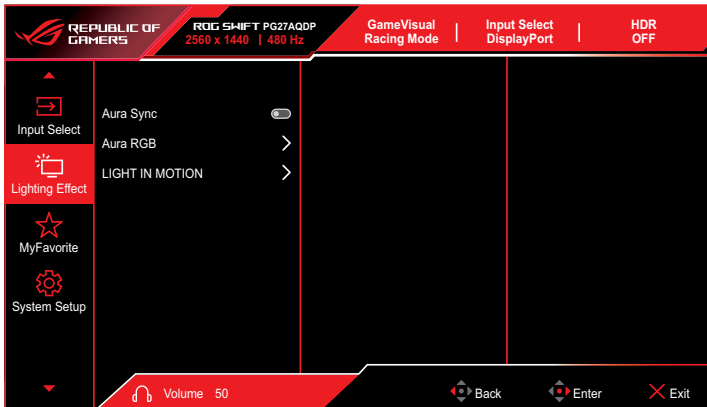 REPUBLIC OF
GAMERS
ROG SWIFT PG27AQDP
2560 x 1440 | 480 Hz
GameVisual
Racing Mode
Input Select
DisplayPort
HDR
OFF
Input Select
Lighting Effect
MyFavorite
System Setup
Aura Sync
Aura RGB
LIGHT IN MOTION
Volume 50
Back
Enter
Exit